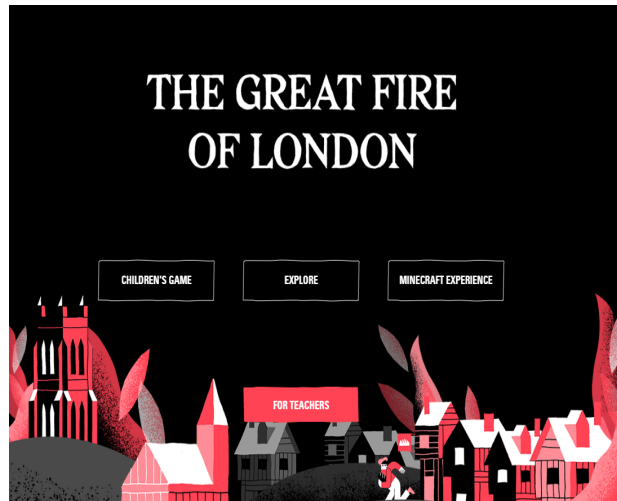 THE GREAT FIRE
OF LONDON
CHILDREN'S GAME
EXPLORE
MINECRAFT EXPERIENCE
FOR TEACHERS